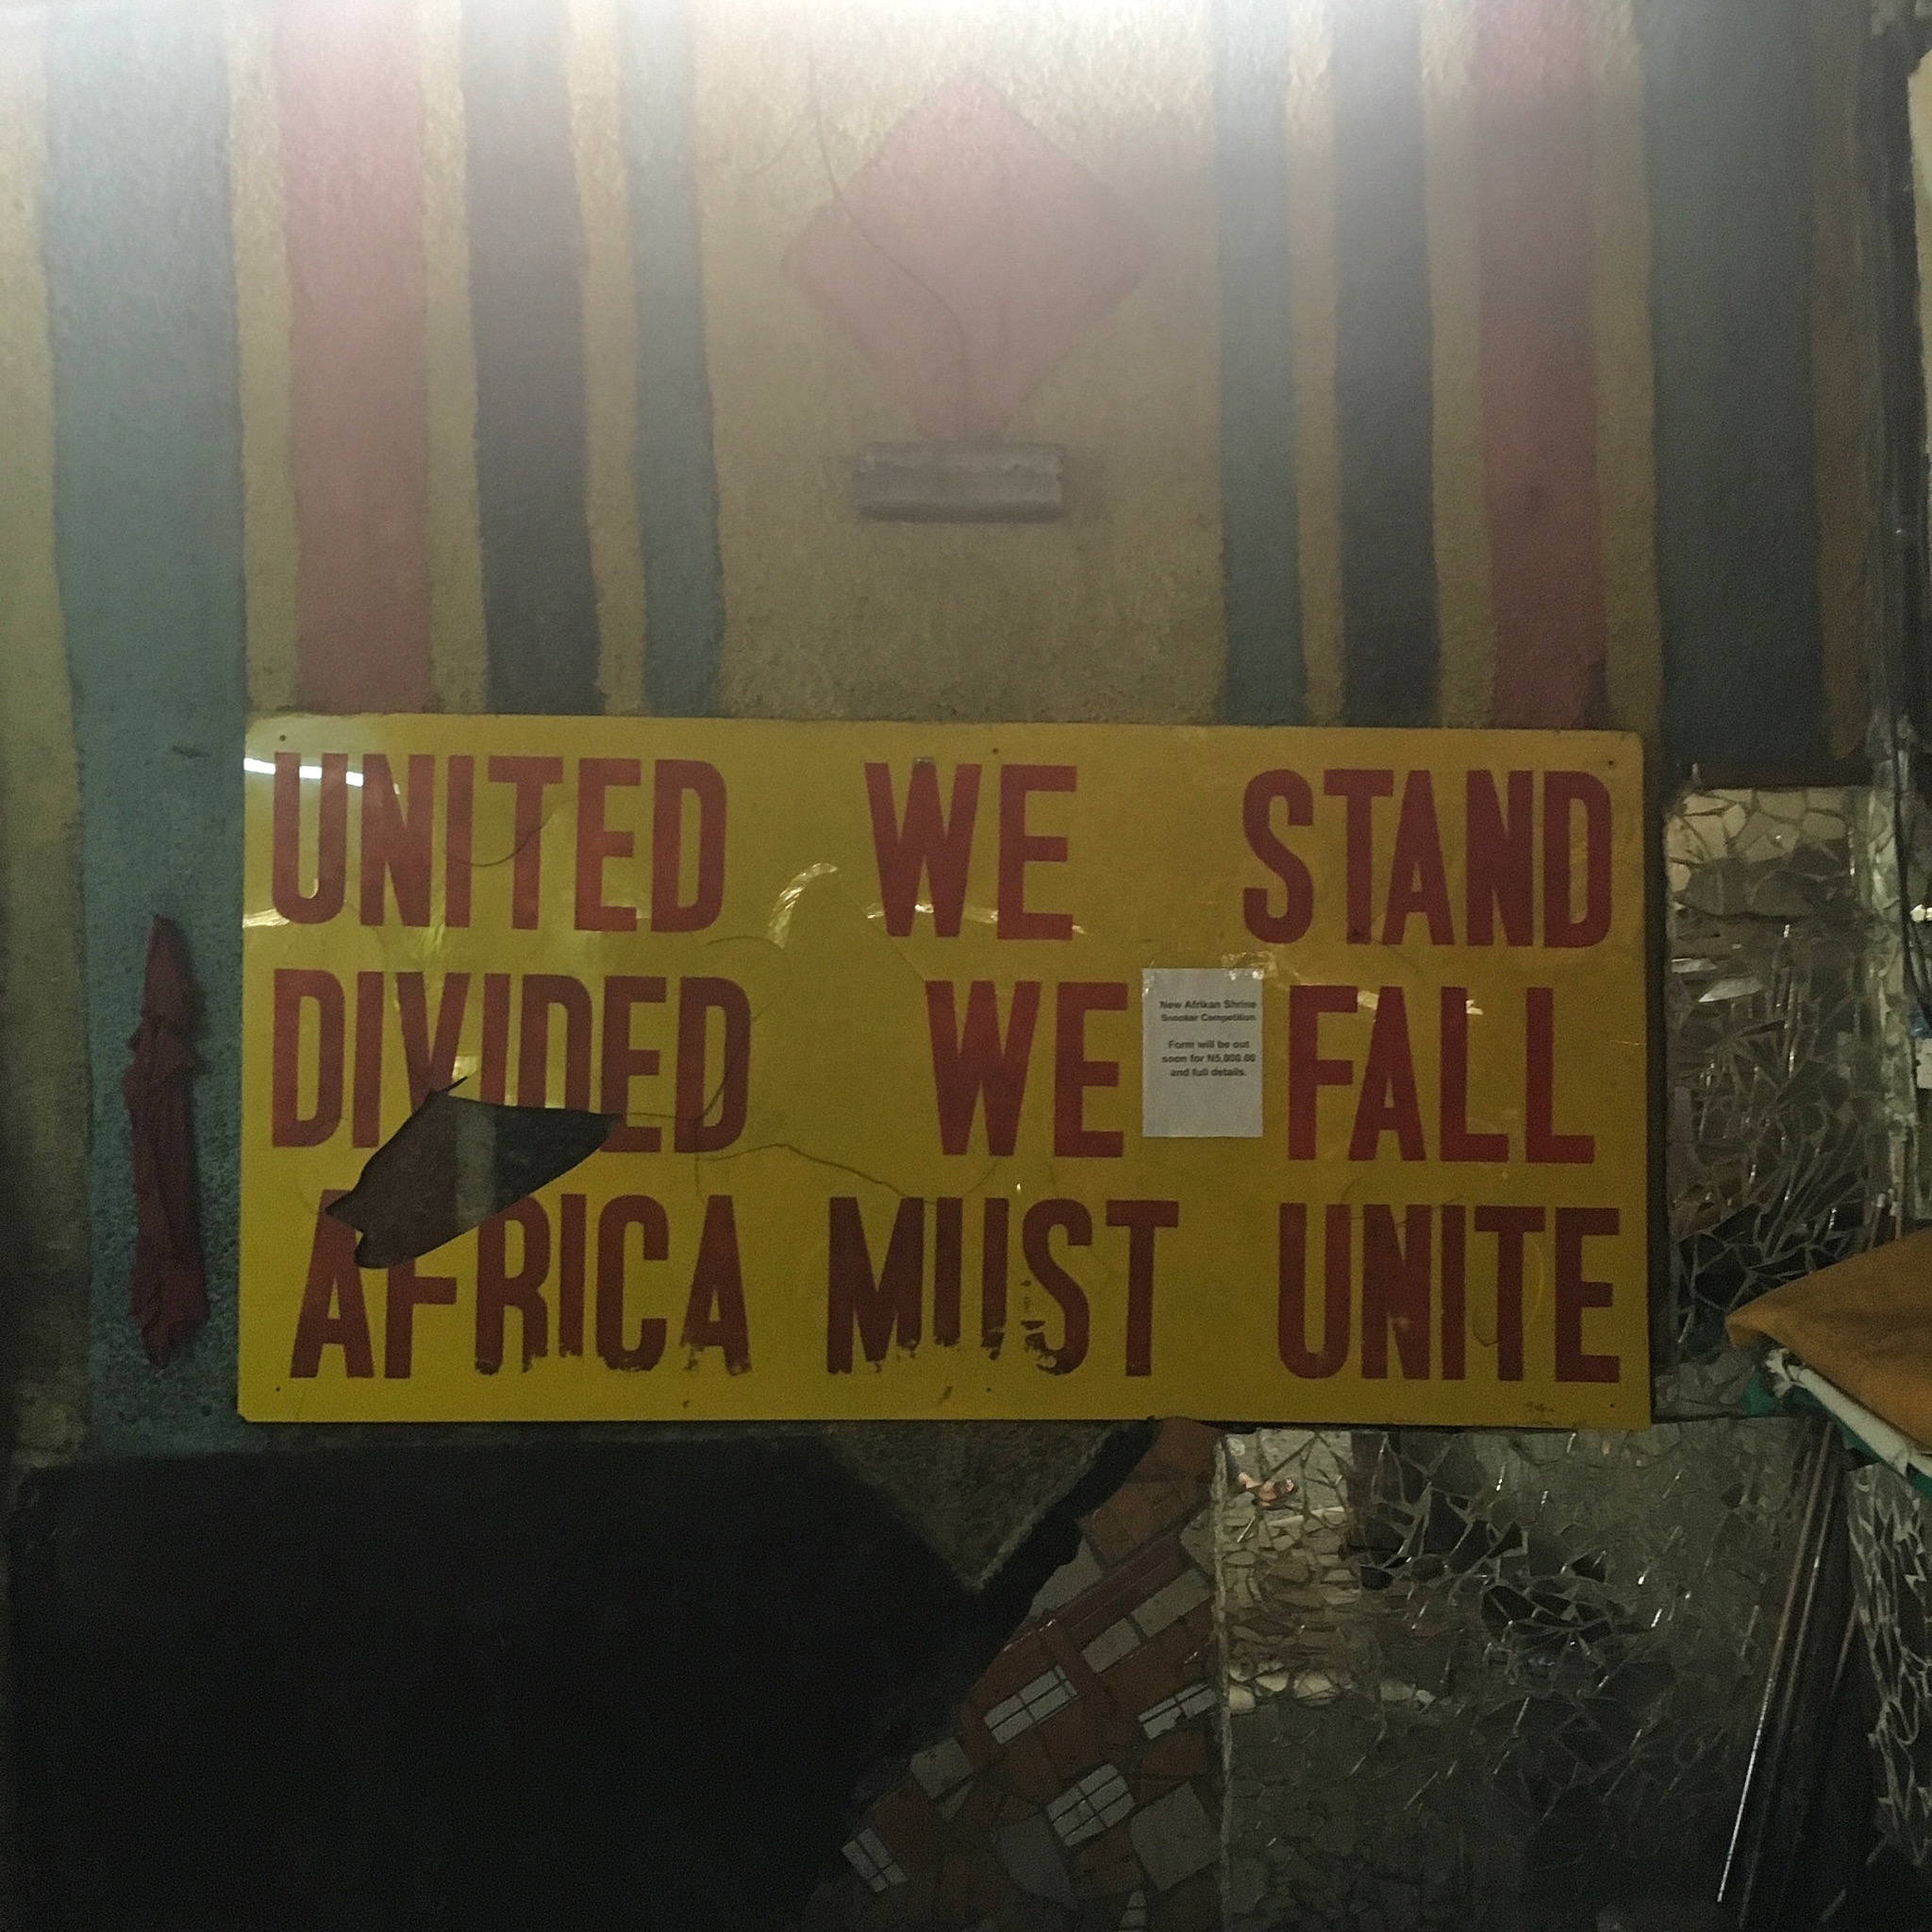 UNITED WE STAND
DIVIDED WE FALL
AFRICA MUST UNITE
New Afrikan Shrine
Snooker Competition
Form will be out
soon for N5,000.00
and full details.